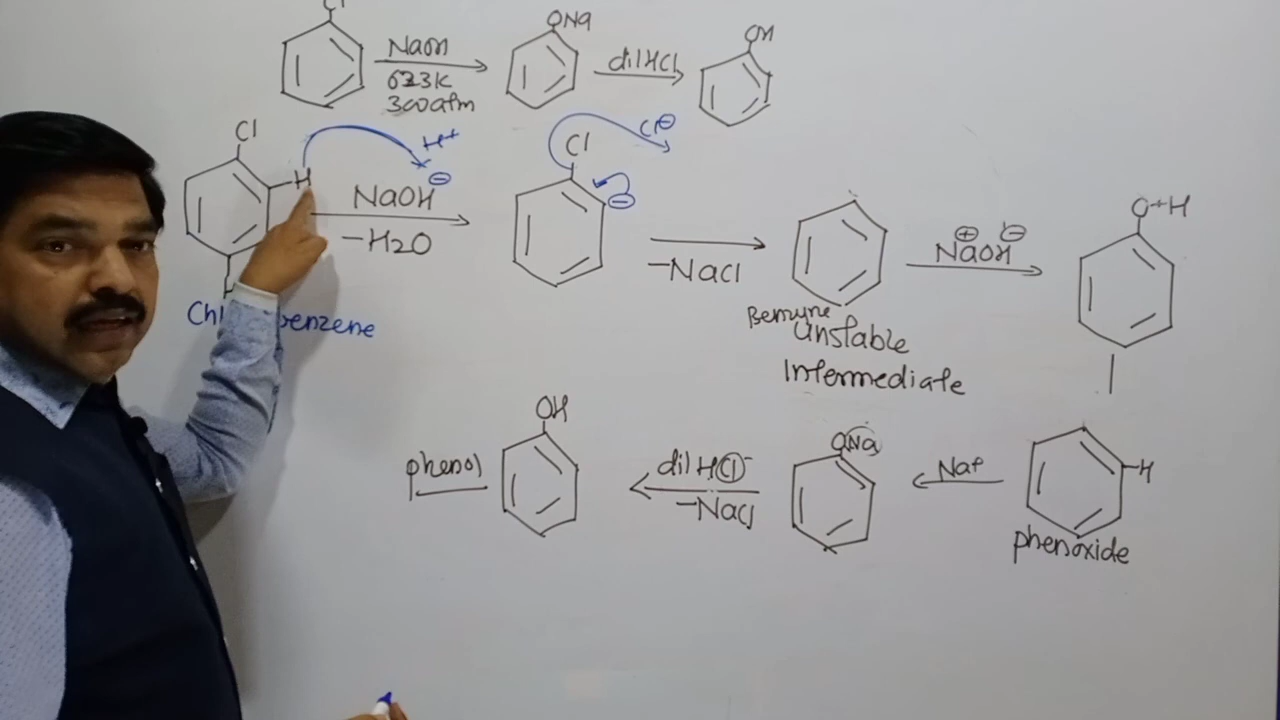 Cl
NaOH
623K
300atm
ONa
dil HCl
OH
Cl
H
H+
NaOH⊖
-H2O
Cl
Cl⊖
⊖
-NaCl
Benzyne
Unstable
Intermediate
⊕ ⊖
NaOH
O+H
benzene
OH
phenol
dil HCl-
-NaCl
ONa
Na+
H
phenoxide